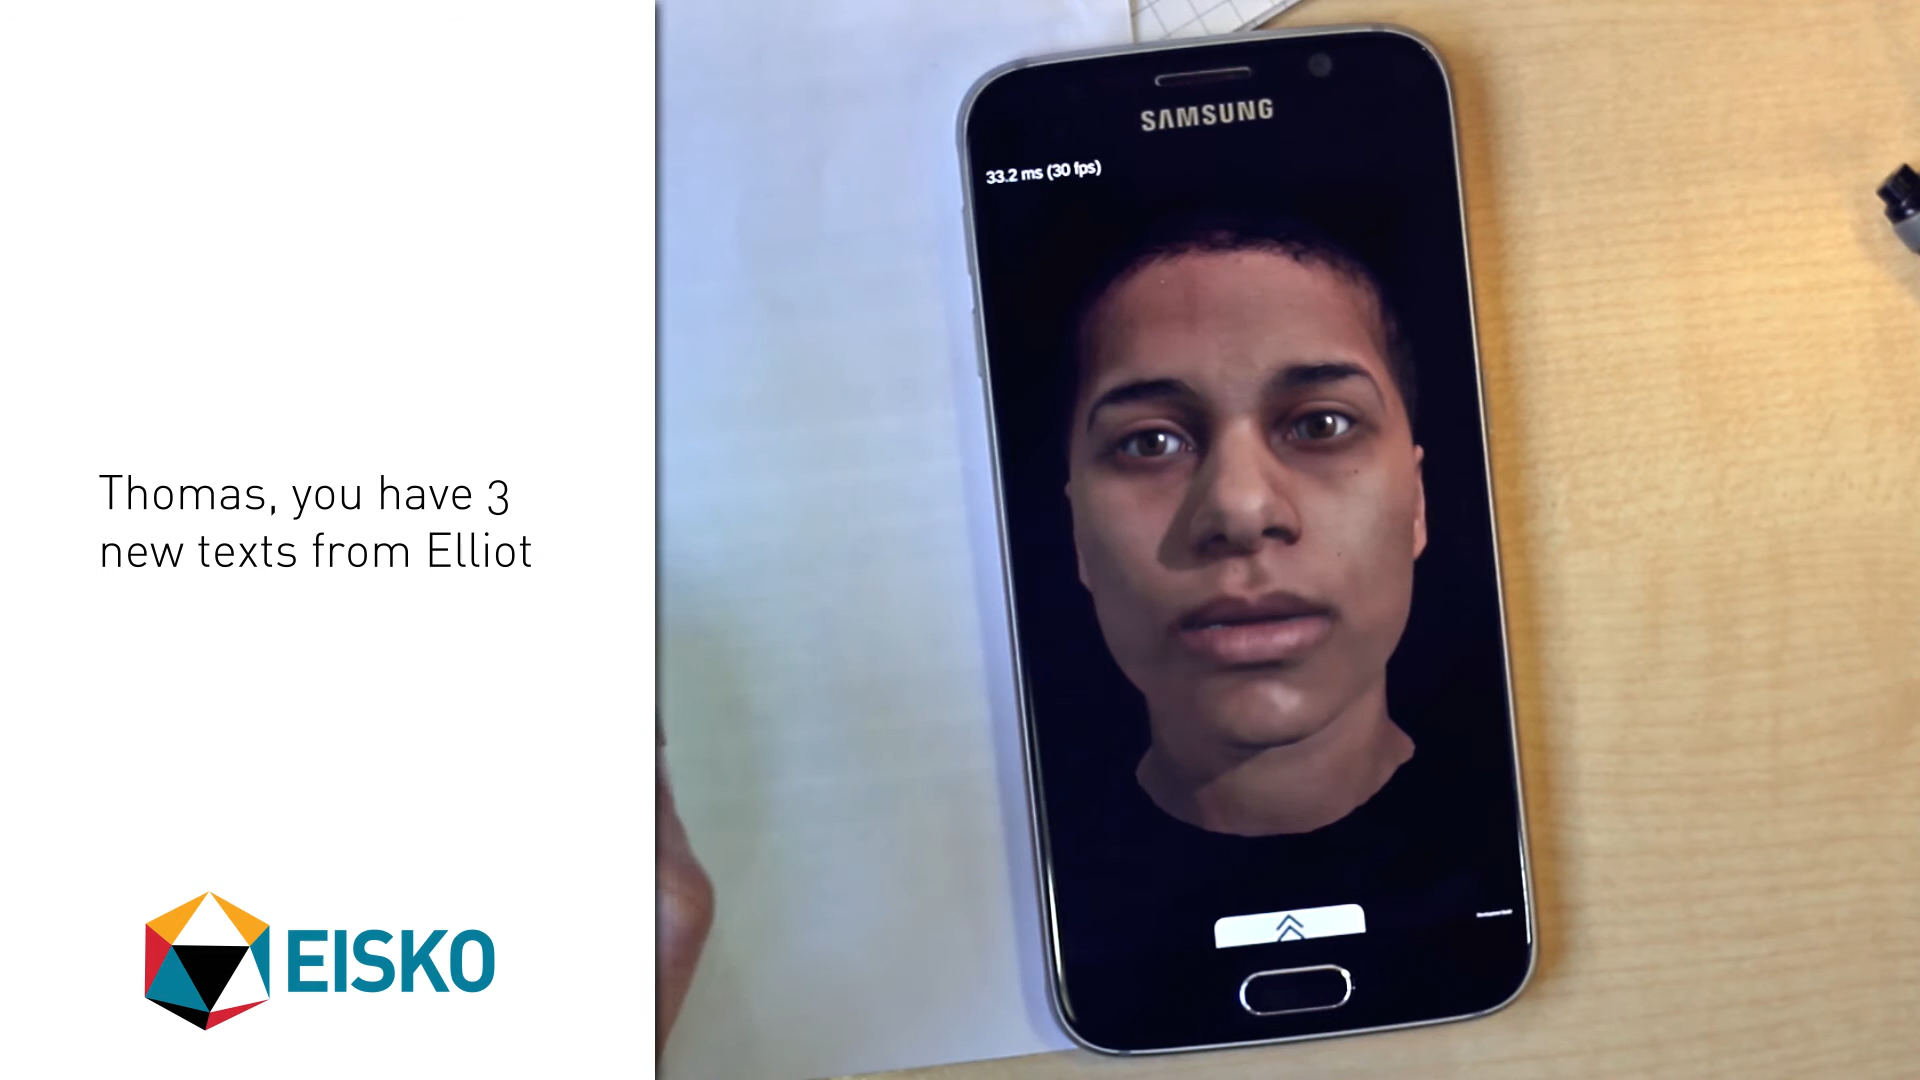 Thomas, you have 3
new texts from Elliot
EISKO
SAMSUNG
33.2 ms (30 fps)